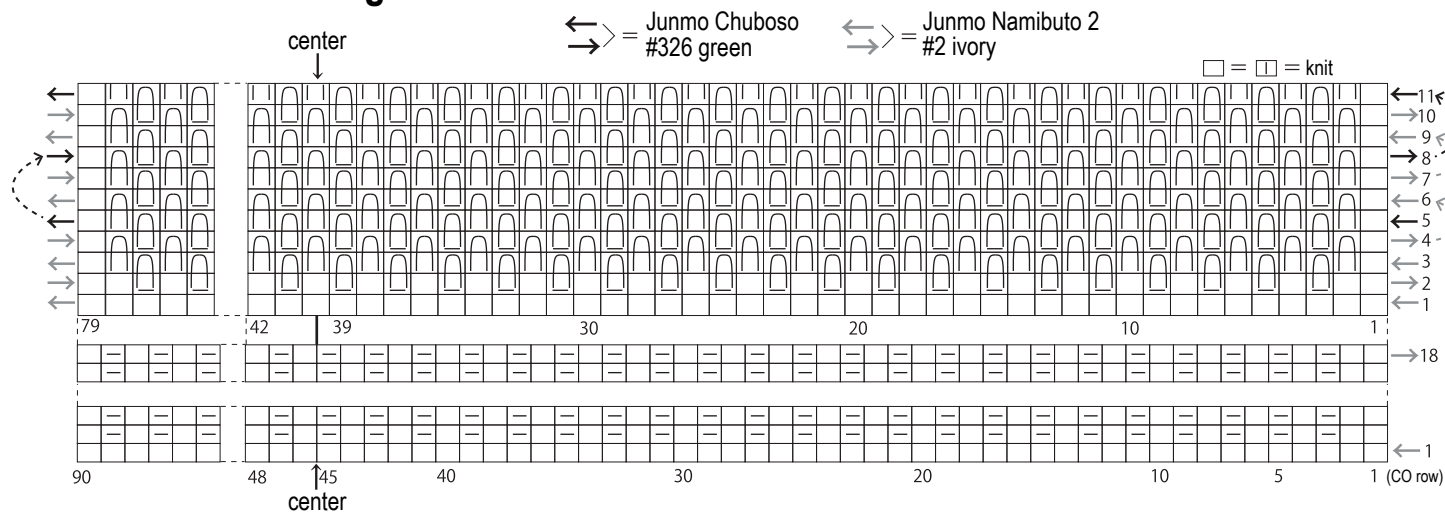 Junmo Chuboso
= #326 green
Junmo Namibuto 2
= #2 ivory
center
= = knit
11
10
9
8
7
6
5
4
3
2
1
79 42 39 30 20 10 1
18
1
90 48 45 40 30 20 10 5 1 (CO row)
center